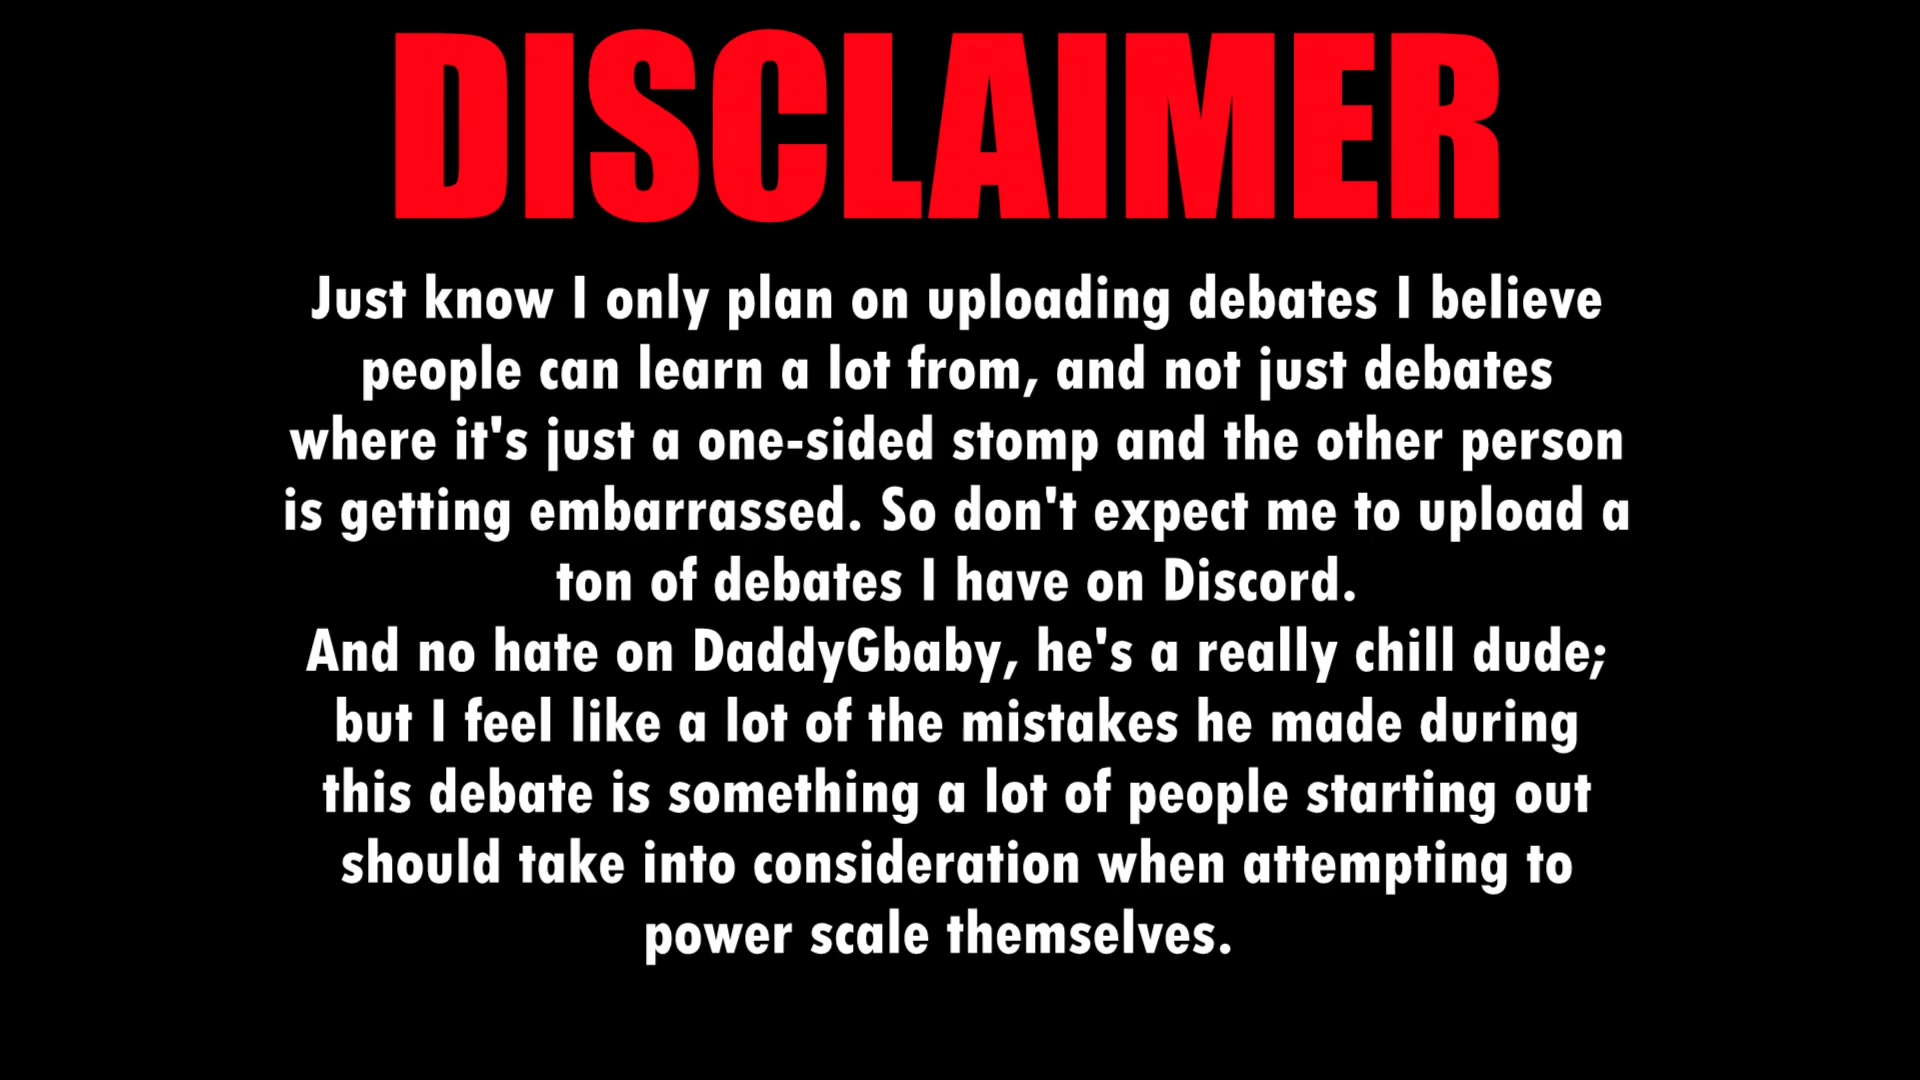 DISCLAIMER
Just know I only plan on uploading debates I believe
people can learn a lot from, and not just debates
where it's just a one-sided stomp and the other person
is getting embarrassed. So don't expect me to upload a
ton of debates I have on Discord.
And no hate on DaddyGbaby, he's a really chill dude;
but I feel like a lot of the mistakes he made during
this debate is something a lot of people starting out
should take into consideration when attempting to
power scale themselves.